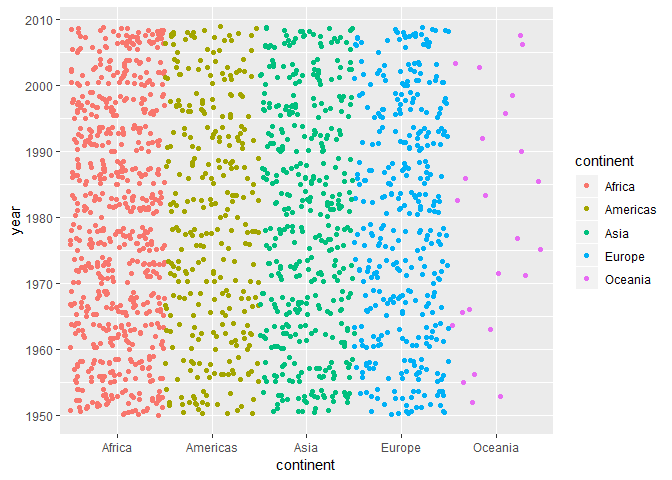 2010
2000
1990
1980
1970
1960
1950
year
Africa Americas Asia Europe Oceania
continent
continent
Africa
Americas
Asia
Europe
Oceania